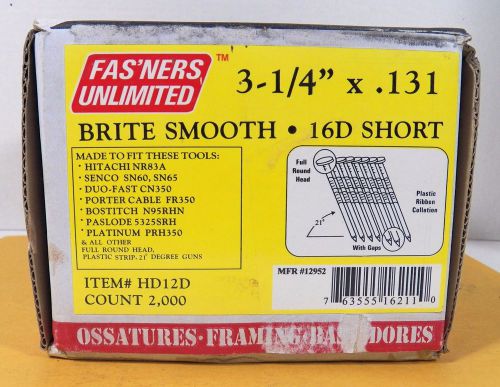 FAS'NERS
UNLIMITED
™
3-1/4" x .131
BRITE SMOOTH • 16D SHORT
MADE TO FIT THESE TOOLS:
• HITACHI NR83A
• SENCO SN60, SN65
• DUO-FAST CN350
• PORTER CABLE FR350
• BOSTITCH N95RHN
• PASLODE 5325SRH
• PLATINUM PRH350
& ALL OTHER
FULL ROUND HEAD,
PLASTIC STRIP-21° DEGREE GUNS
Full
Round
Head
21°
Plastic
Ribbon
Collation
With Gaps
ITEM# HD12D
COUNT 2,000
MFR #12952
7 63555 16211 0
OSSATURES-FRAMING-BA DORES